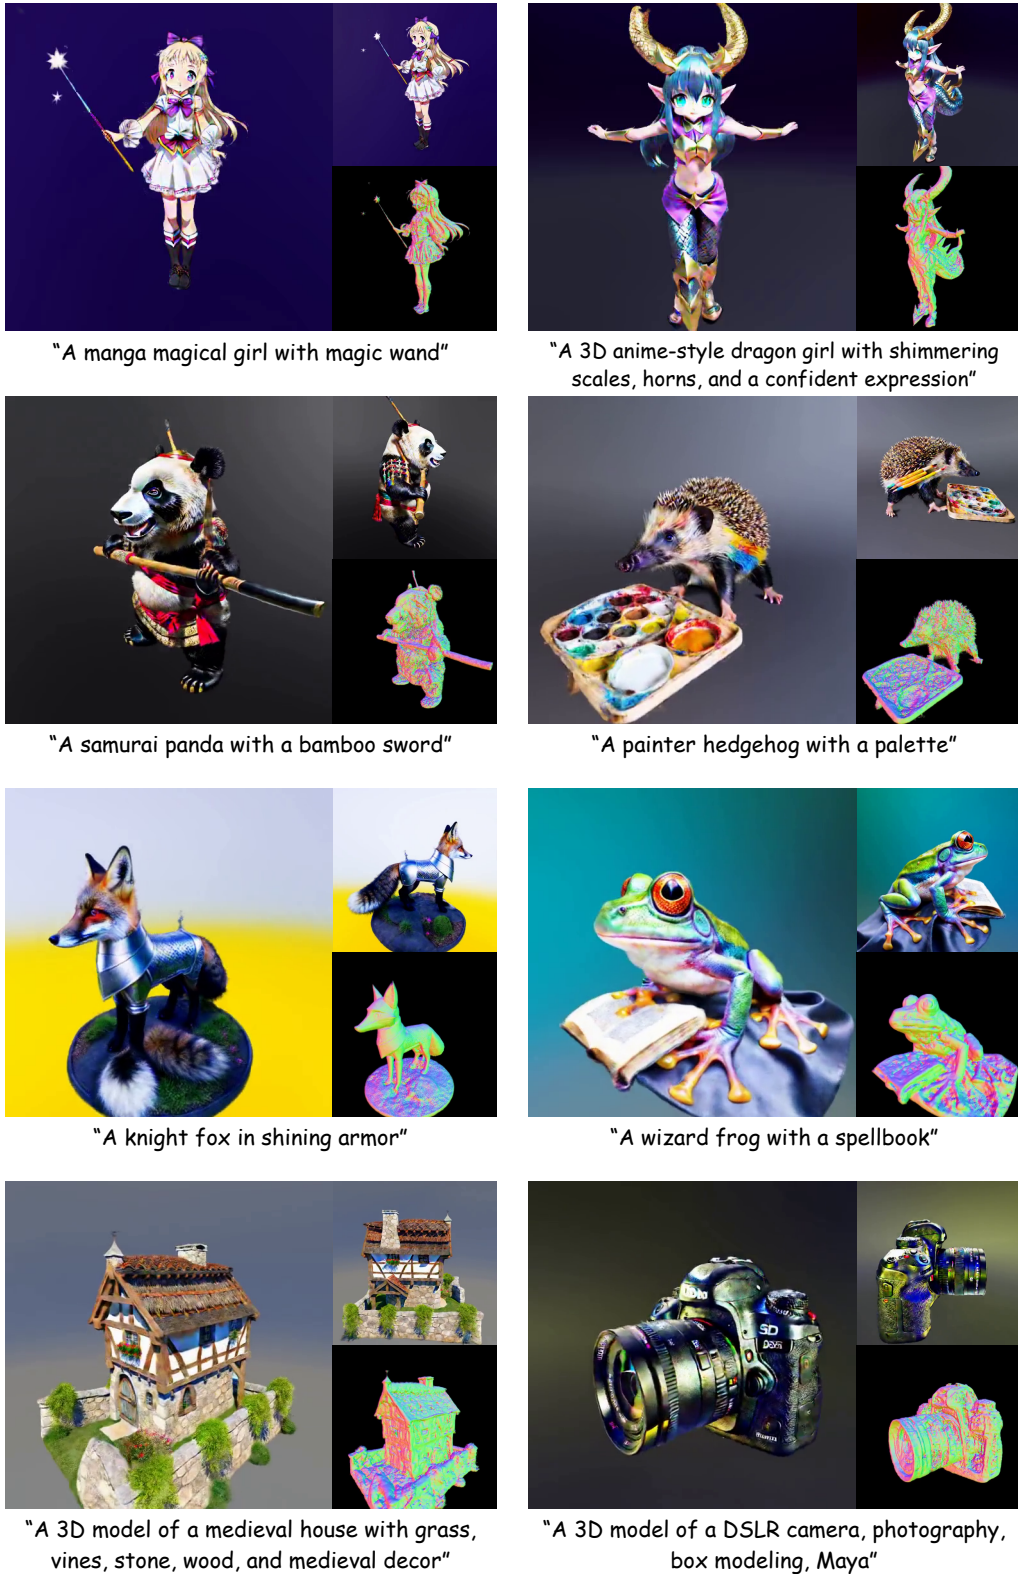 “A manga magical girl with magic wand”
“A 3D anime-style dragon girl with shimmering
scales, horns, and a confident expression”
“A samurai panda with a bamboo sword”
“A painter hedgehog with a palette”
“A knight fox in shining armor”
“A wizard frog with a spellbook”
SD
“A 3D model of a medieval house with grass,
vines, stone, wood, and medieval decor”
“A 3D model of a DSLR camera, photography,
box modeling, Maya”